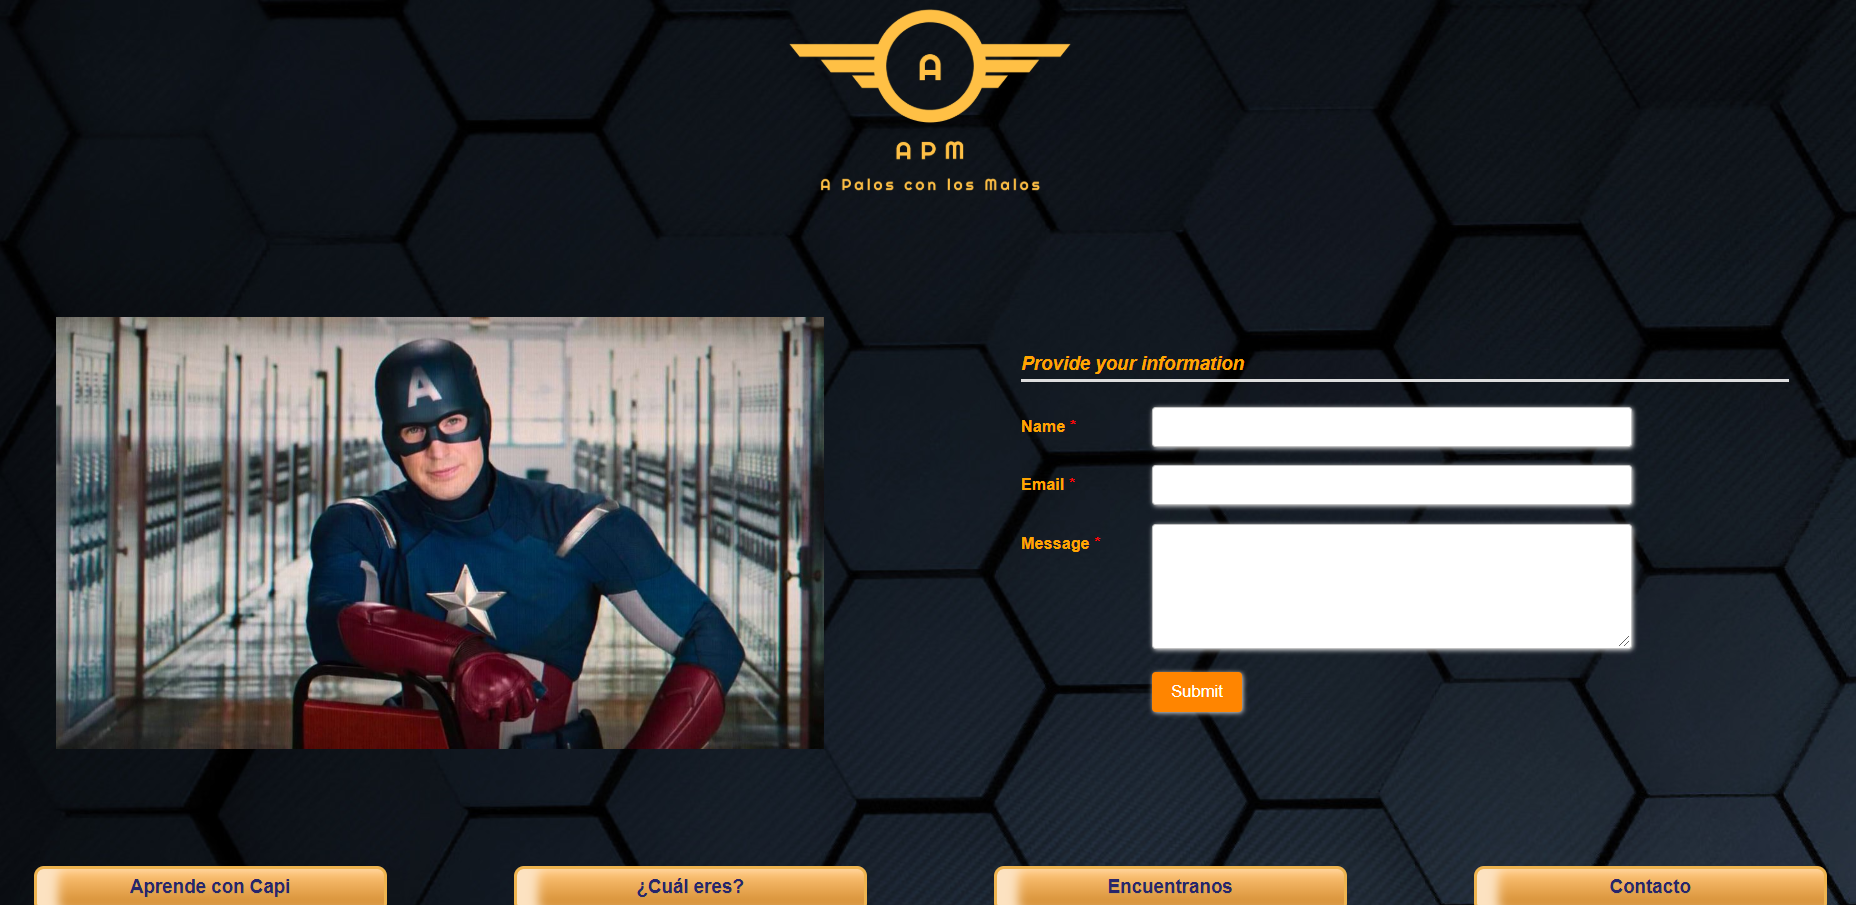 A
APM
A Palos con los Malos
A
Provide your information
Name *
Email *
Message *
Submit
Aprende con Capi
¿Cuál eres?
Encuentranos
Contacto